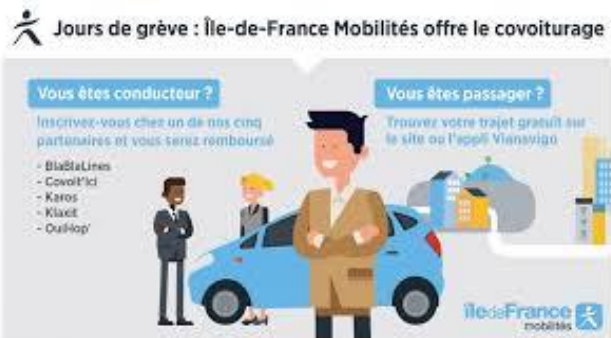 Jours de grève : Île-de-France Mobilités offre le covoiturage
Vous êtes conducteur ?
Inscrivez-vous chez un de nos cinq
partenaires et vous serez remboursé
- BlaBlaLines
- Covoit'ici
- Karos
- Klaxit
- OuiHop'
Vous êtes passager ?
Trouvez votre trajet gratuit sur
le site ou l'appli Vianavigo
îledeFrance
mobilités